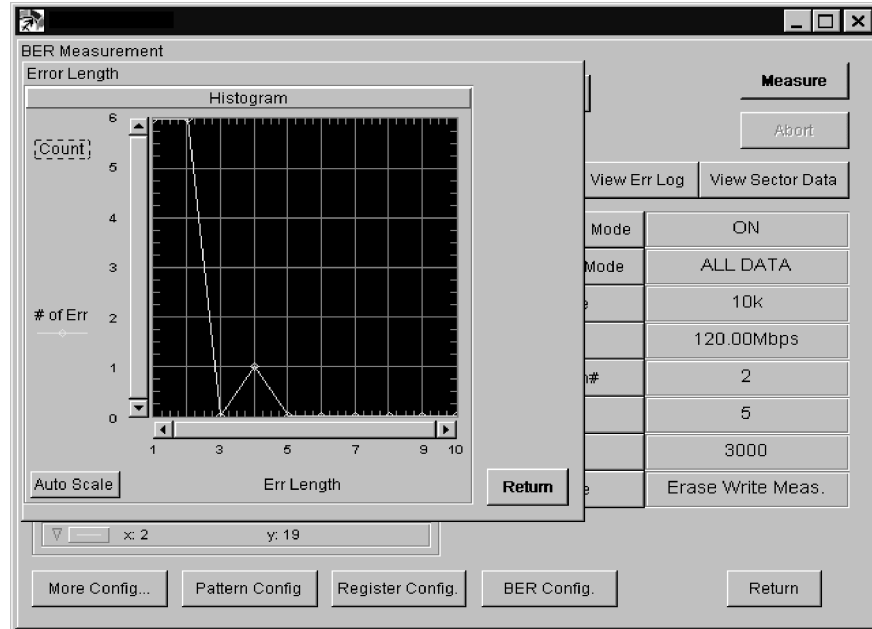 BER Measurement
Error Length
Measure
Histogram
6
Abort
Count
5
View Err Log
View Sector Data
4
Mode
ON
3
Mode
ALL DATA
10k
# of Err
2
120.00Mbps
1
#
2
0
5
3000
1 3 5 7 9 10
Auto Scale
Err Length
Return
Erase Write Meas.
x: 2
y: 19
More Config...
Pattern Config
Register Config.
BER Config.
Return